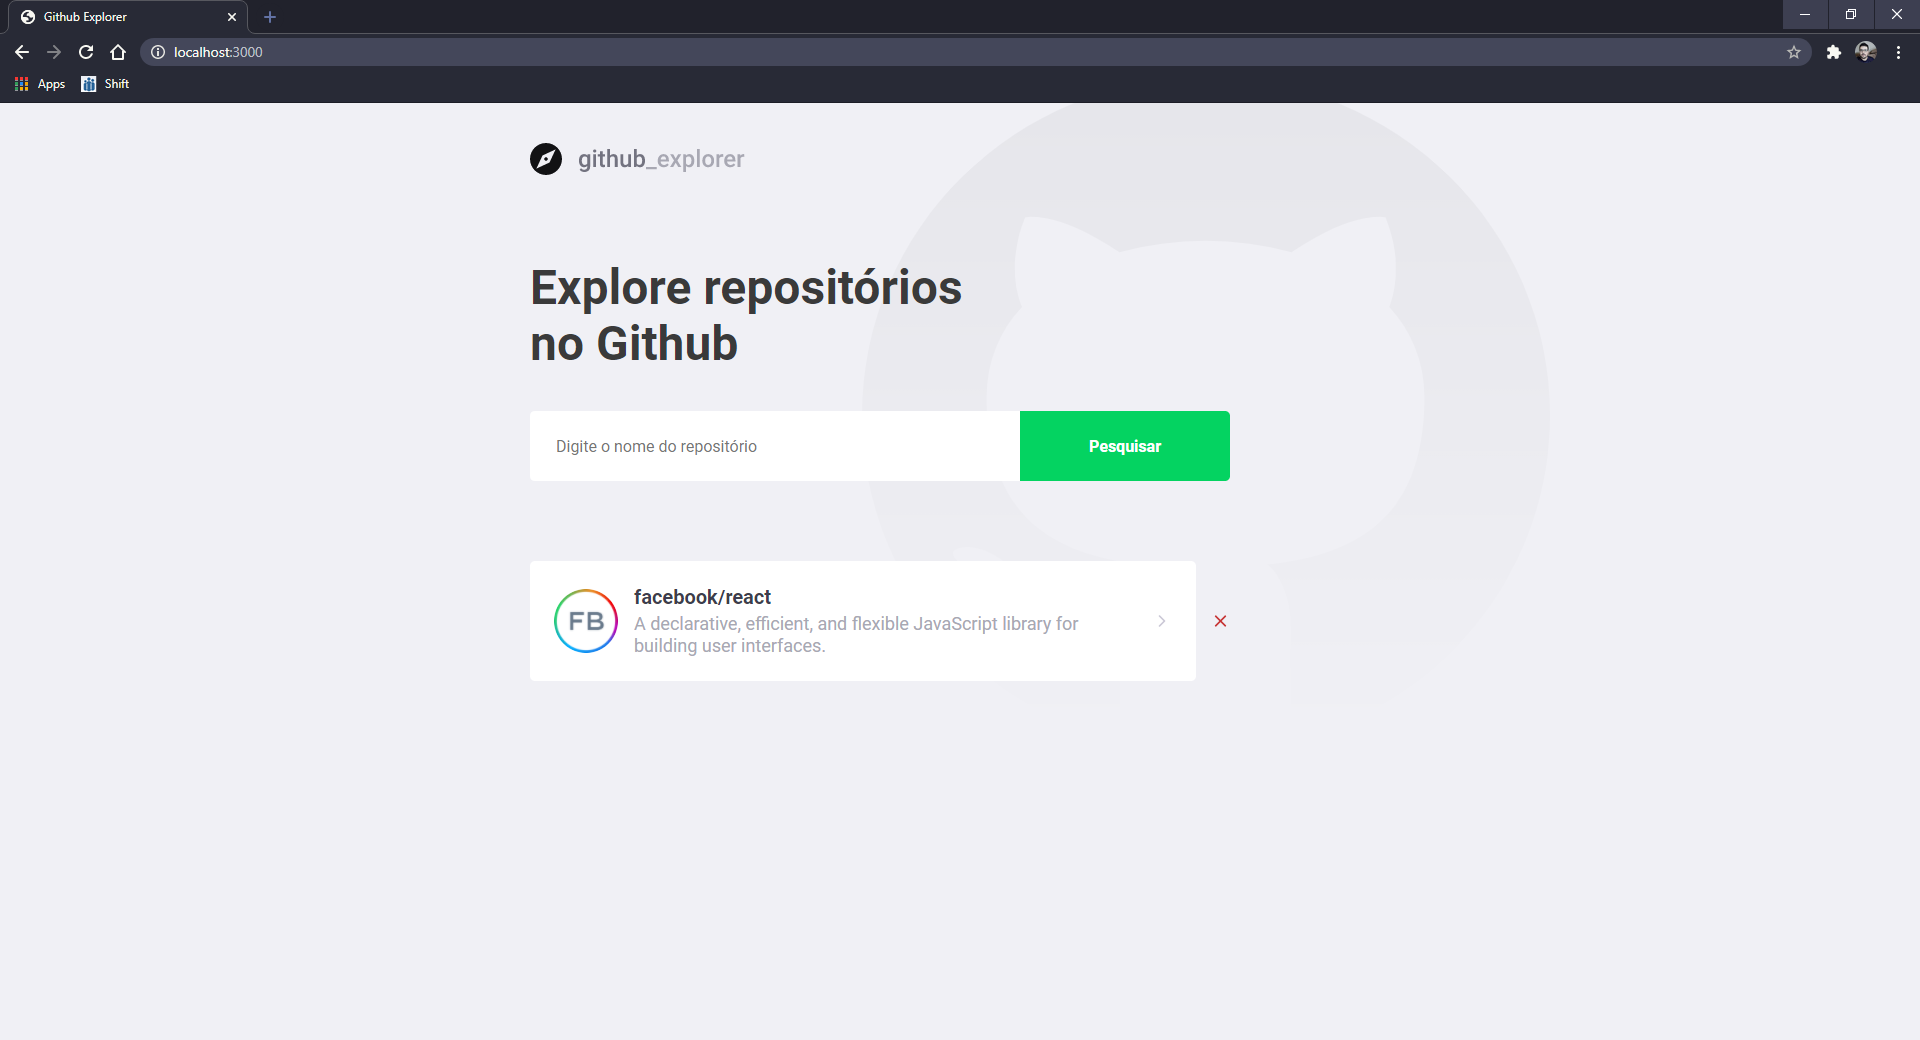 Github Explorer
localhost:3000
Apps
Shift
github_explorer
Explore repositórios
no Github
Digite o nome do repositório
Pesquisar
FB
facebook/react
A declarative, efficient, and flexible JavaScript library for
building user interfaces.